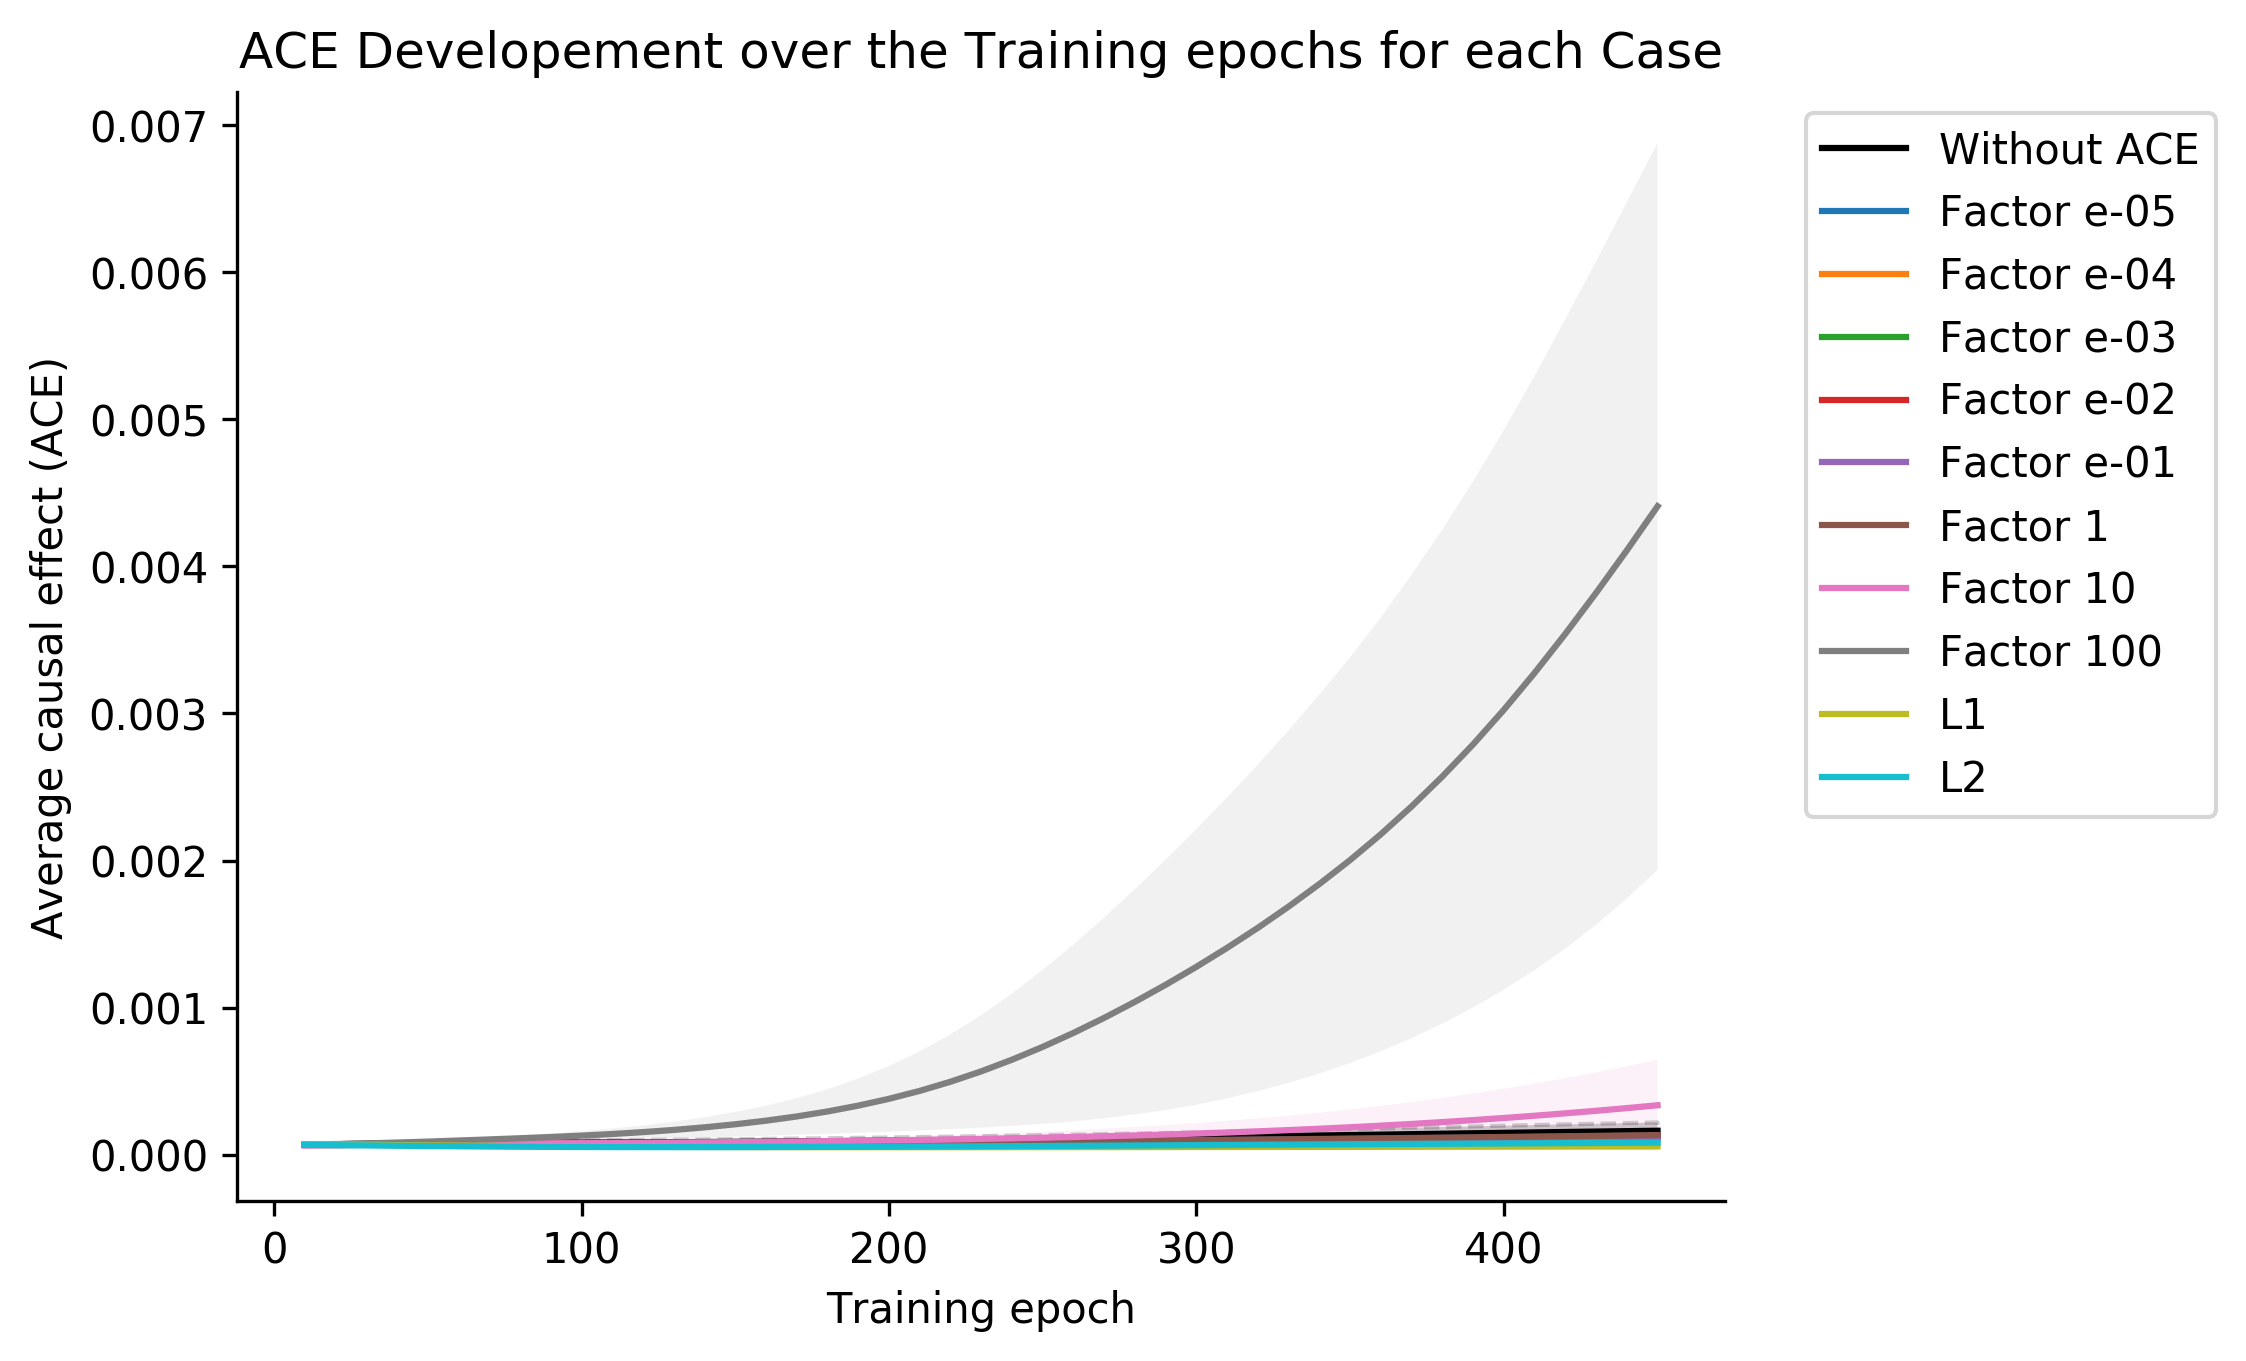 ACE Developement over the Training epochs for each Case
Average causal effect (ACE)
0.007
0.006
0.005
0.004
0.003
0.002
0.001
0.000
0 100 200 300 400
Training epoch
Without ACE
Factor e-05
Factor e-04
Factor e-03
Factor e-02
Factor e-01
Factor 1
Factor 10
Factor 100
L1
L2